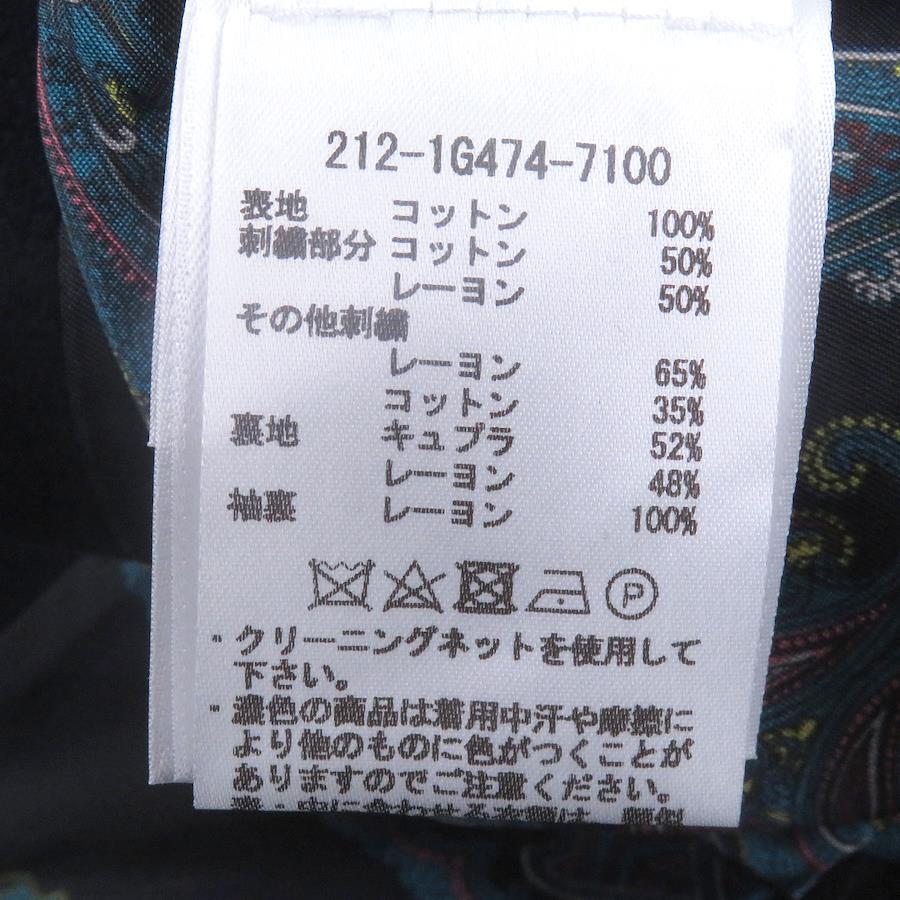 212-1G474-7100
表地 コットン 100%
刺繍部分 コットン 50%
レーヨン 50%
その他刺繍
レーヨン 65%
コットン 35%
裏地 キュプラ 52%
レーヨン 48%
袖裏 レーヨン 100%
P
・クリーニングネットを使用して
下さい。
・濃色の商品は着用中汗や摩擦に
より他のものに色がつくことが
ありますのでご注意ください。